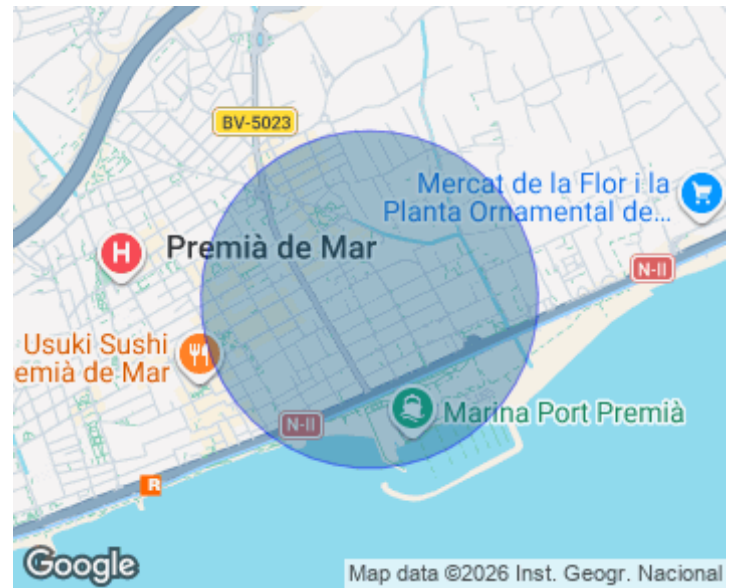 BV-5023
Mercat de la Flor i la
Planta Ornamental de...
H
Premià de Mar
N-II
Usuki Sushi
emià de Mar
Marina Port Premià
N-II
R
Google
Map data ©2026 Inst. Geogr. Nacional